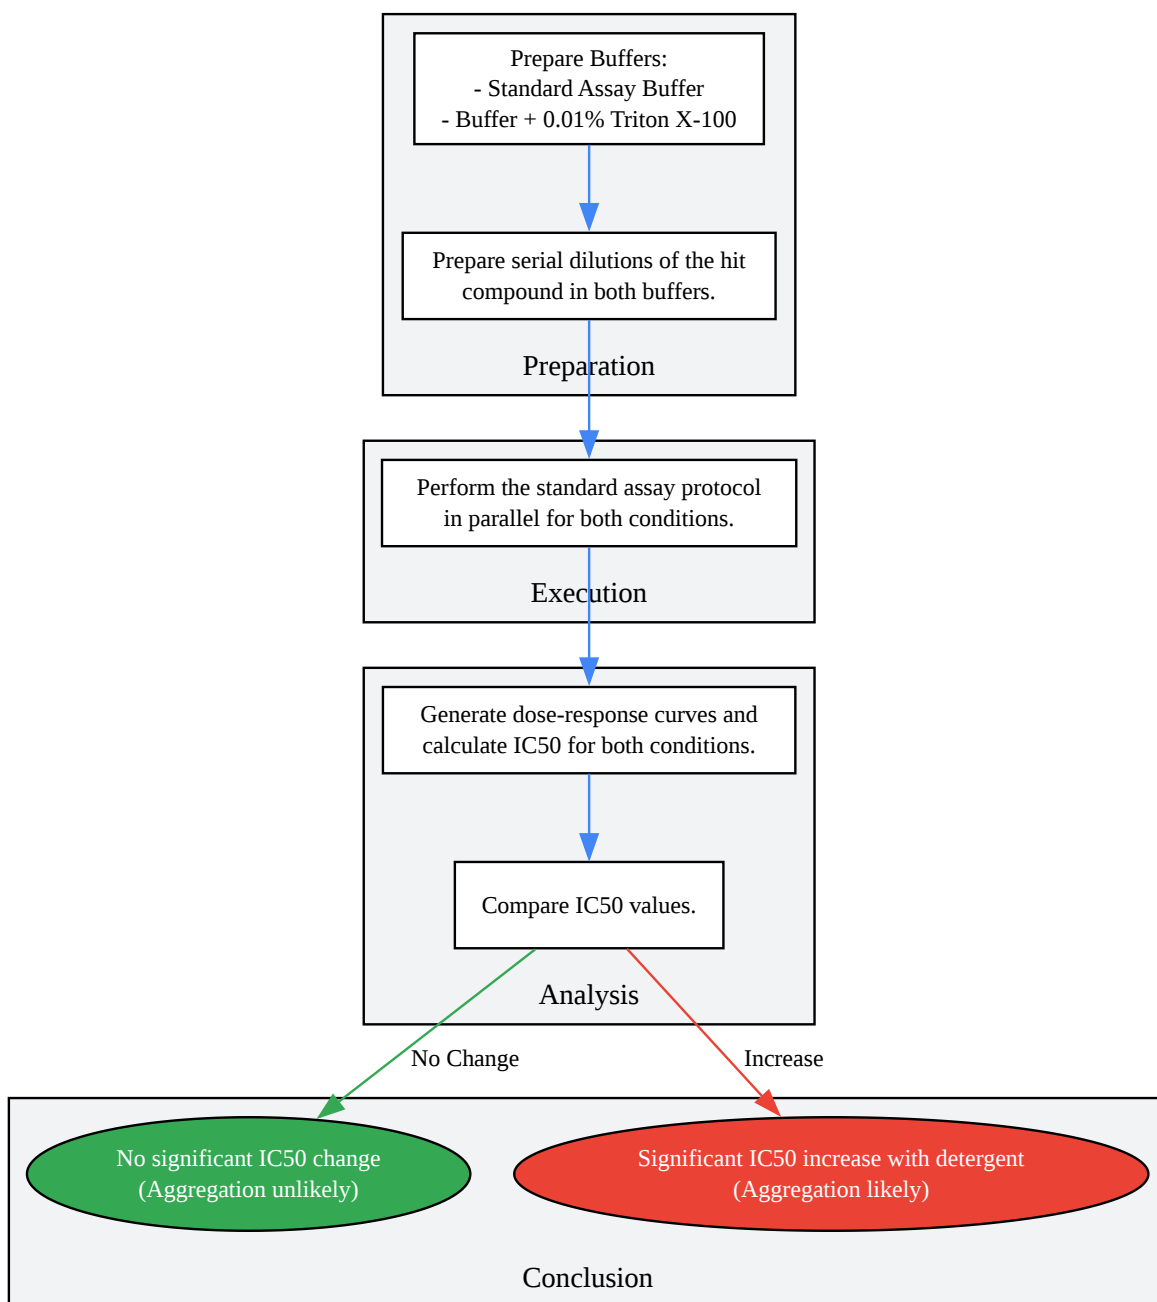 Prepare Buffers:
- Standard Assay Buffer
- Buffer + 0.01% Triton X-100
Prepare serial dilutions of the hit
compound in both buffers.
Preparation
Perform the standard assay protocol
in parallel for both conditions.
Execution
Generate dose-response curves and
calculate IC50 for both conditions.
Compare IC50 values.
Analysis
No Change
Increase
No significant IC50 change
(Aggregation unlikely)
Significant IC50 increase with detergent
(Aggregation likely)
Conclusion